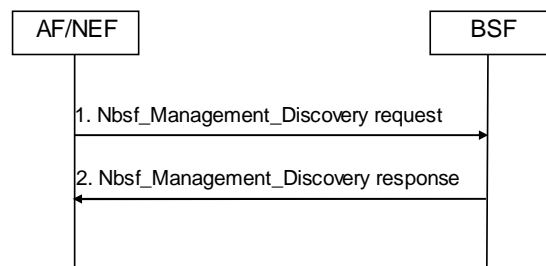 AF/NEF
BSF
1. Nbsf_Management_Discovery request
2. Nbsf_Management_Discovery response